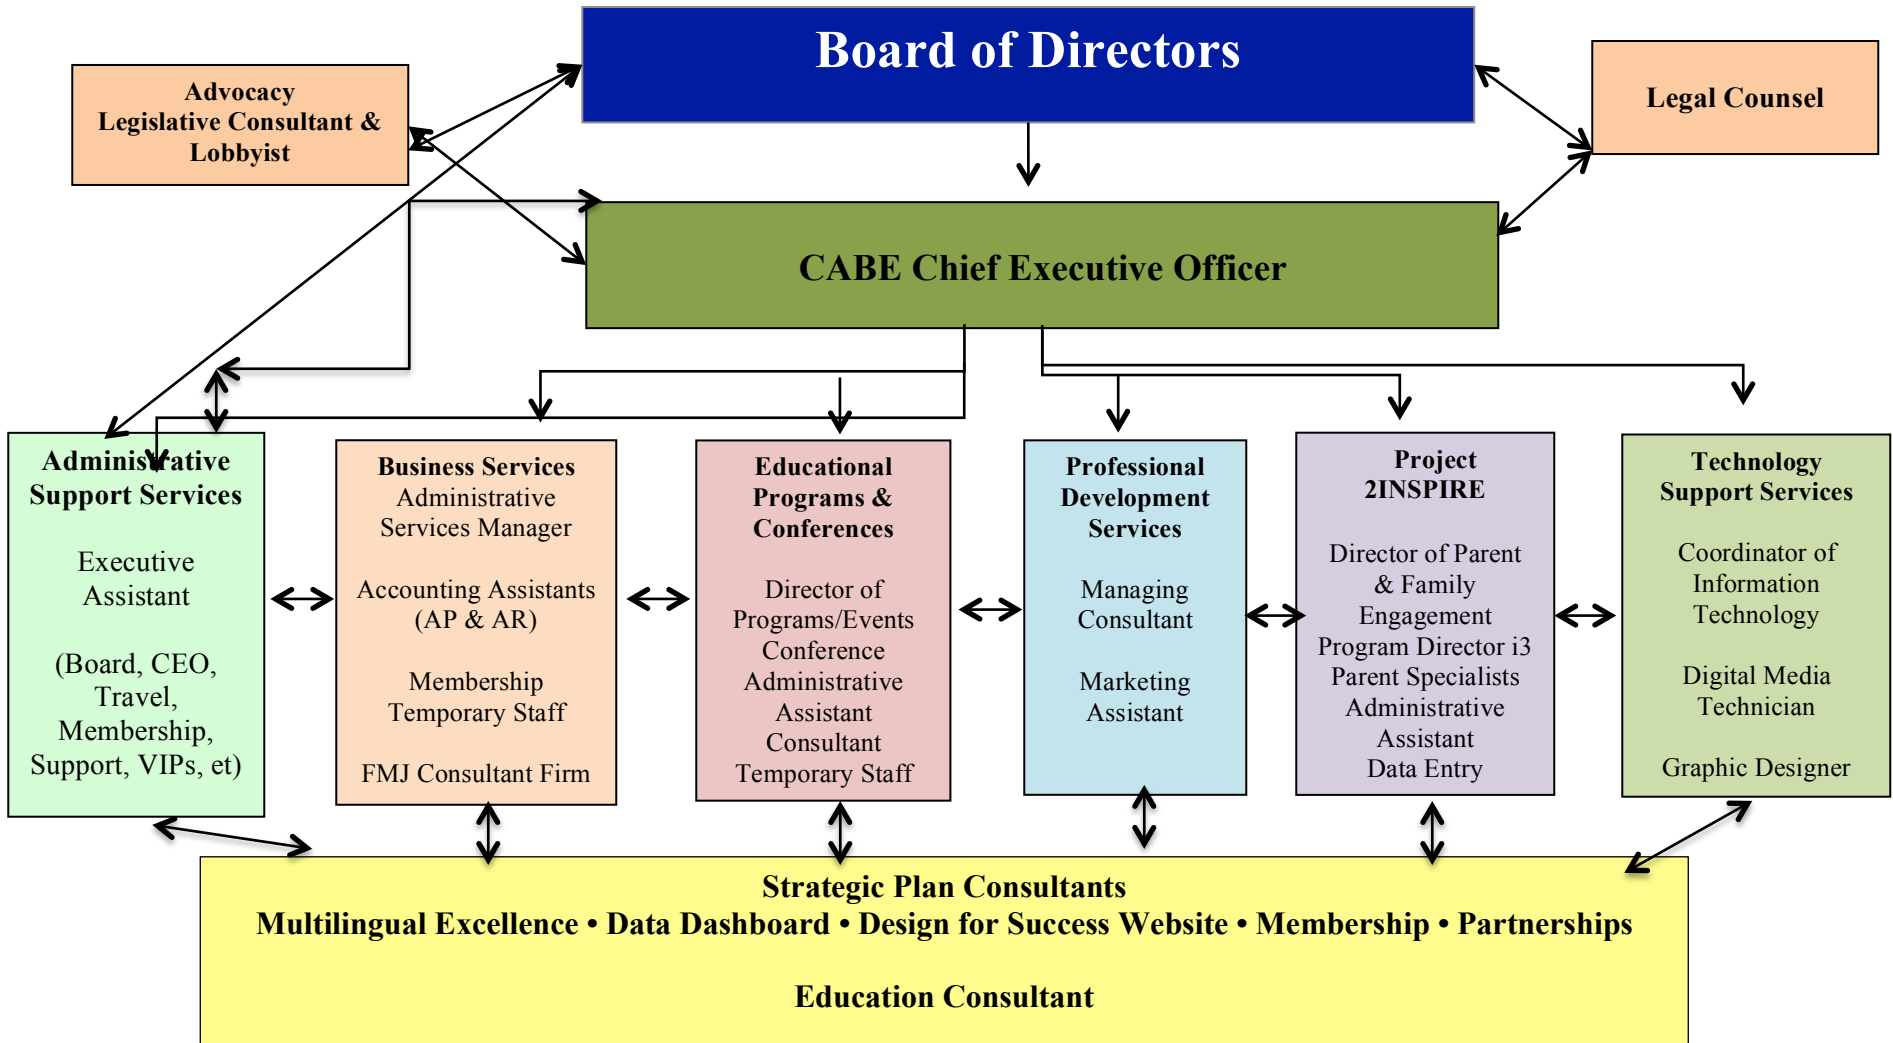 Board of Directors
Advocacy
Legislative Consultant &
Lobbyist
Legal Counsel
CABE Chief Executive Officer
Administrative
Support Services
Executive
Assistant
(Board, CEO,
Travel,
Membership,
Support, VIPs, et)
Business Services
Administrative
Services Manager
Accounting Assistants
(AP & AR)
Membership
Temporary Staff
FMJ Consultant Firm
Educational
Programs &
Conferences
Director of
Programs/Events
Conference
Administrative
Assistant
Consultant
Temporary Staff
Professional
Development
Services
Managing
Consultant
Marketing
Assistant
Project
2INSPIRE
Director of Parent
& Family
Engagement
Program Director i3
Parent Specialists
Administrative
Assistant
Data Entry
Technology
Support Services
Coordinator of
Information
Technology
Digital Media
Technician
Graphic Designer
Strategic Plan Consultants
Multilingual Excellence • Data Dashboard • Design for Success Website • Membership • Partnerships
Education Consultant